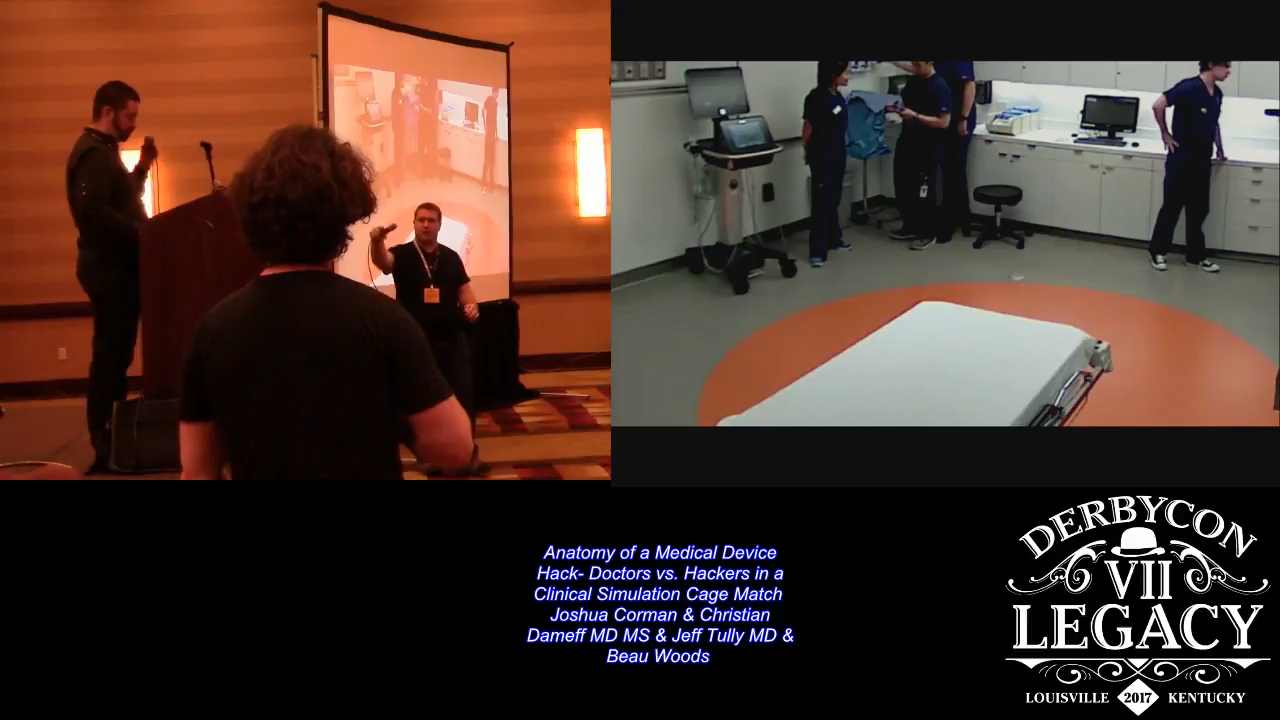 Anatomy of a Medical Device
Hack- Doctors vs. Hackers in a
Clinical Simulation Cage Match
Joshua Corman & Christian
Dameff MD MS & Jeff Tully MD &
Beau Woods
DERBYCON
VII
LEGACY
LOUISVILLE 2017 KENTUCKY